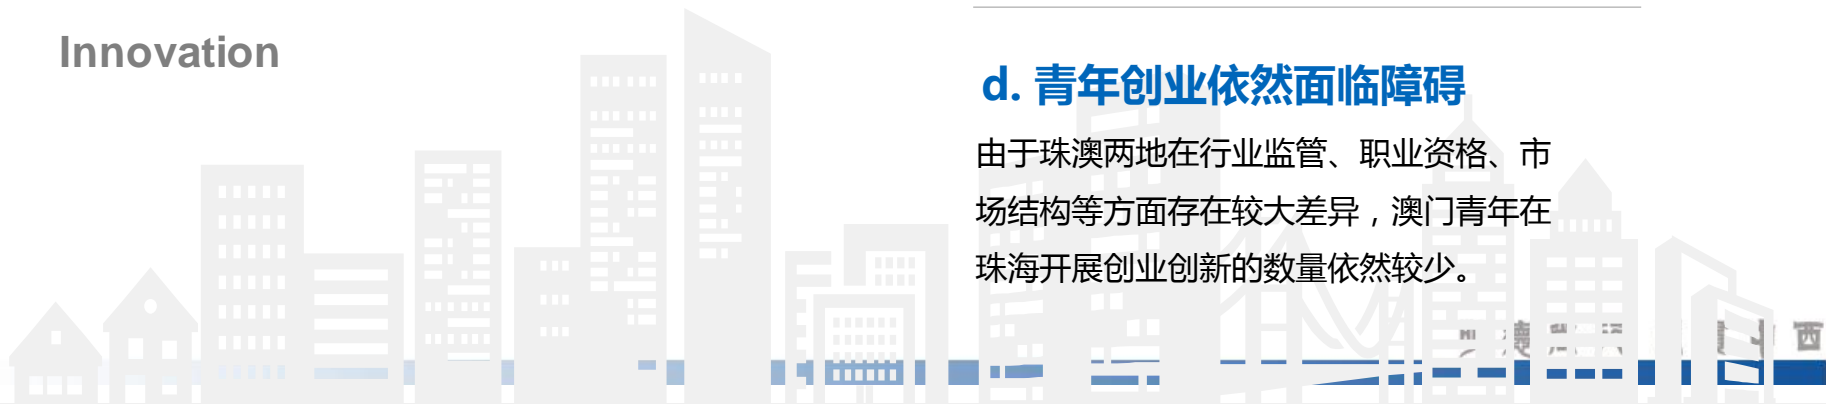 Innovation
d. 青年创业依然面临障碍
由于珠澳两地在行业监管、职业资格、市
场结构等方面存在较大差异，澳门青年在
珠海开展创业创新的数量依然较少。
西